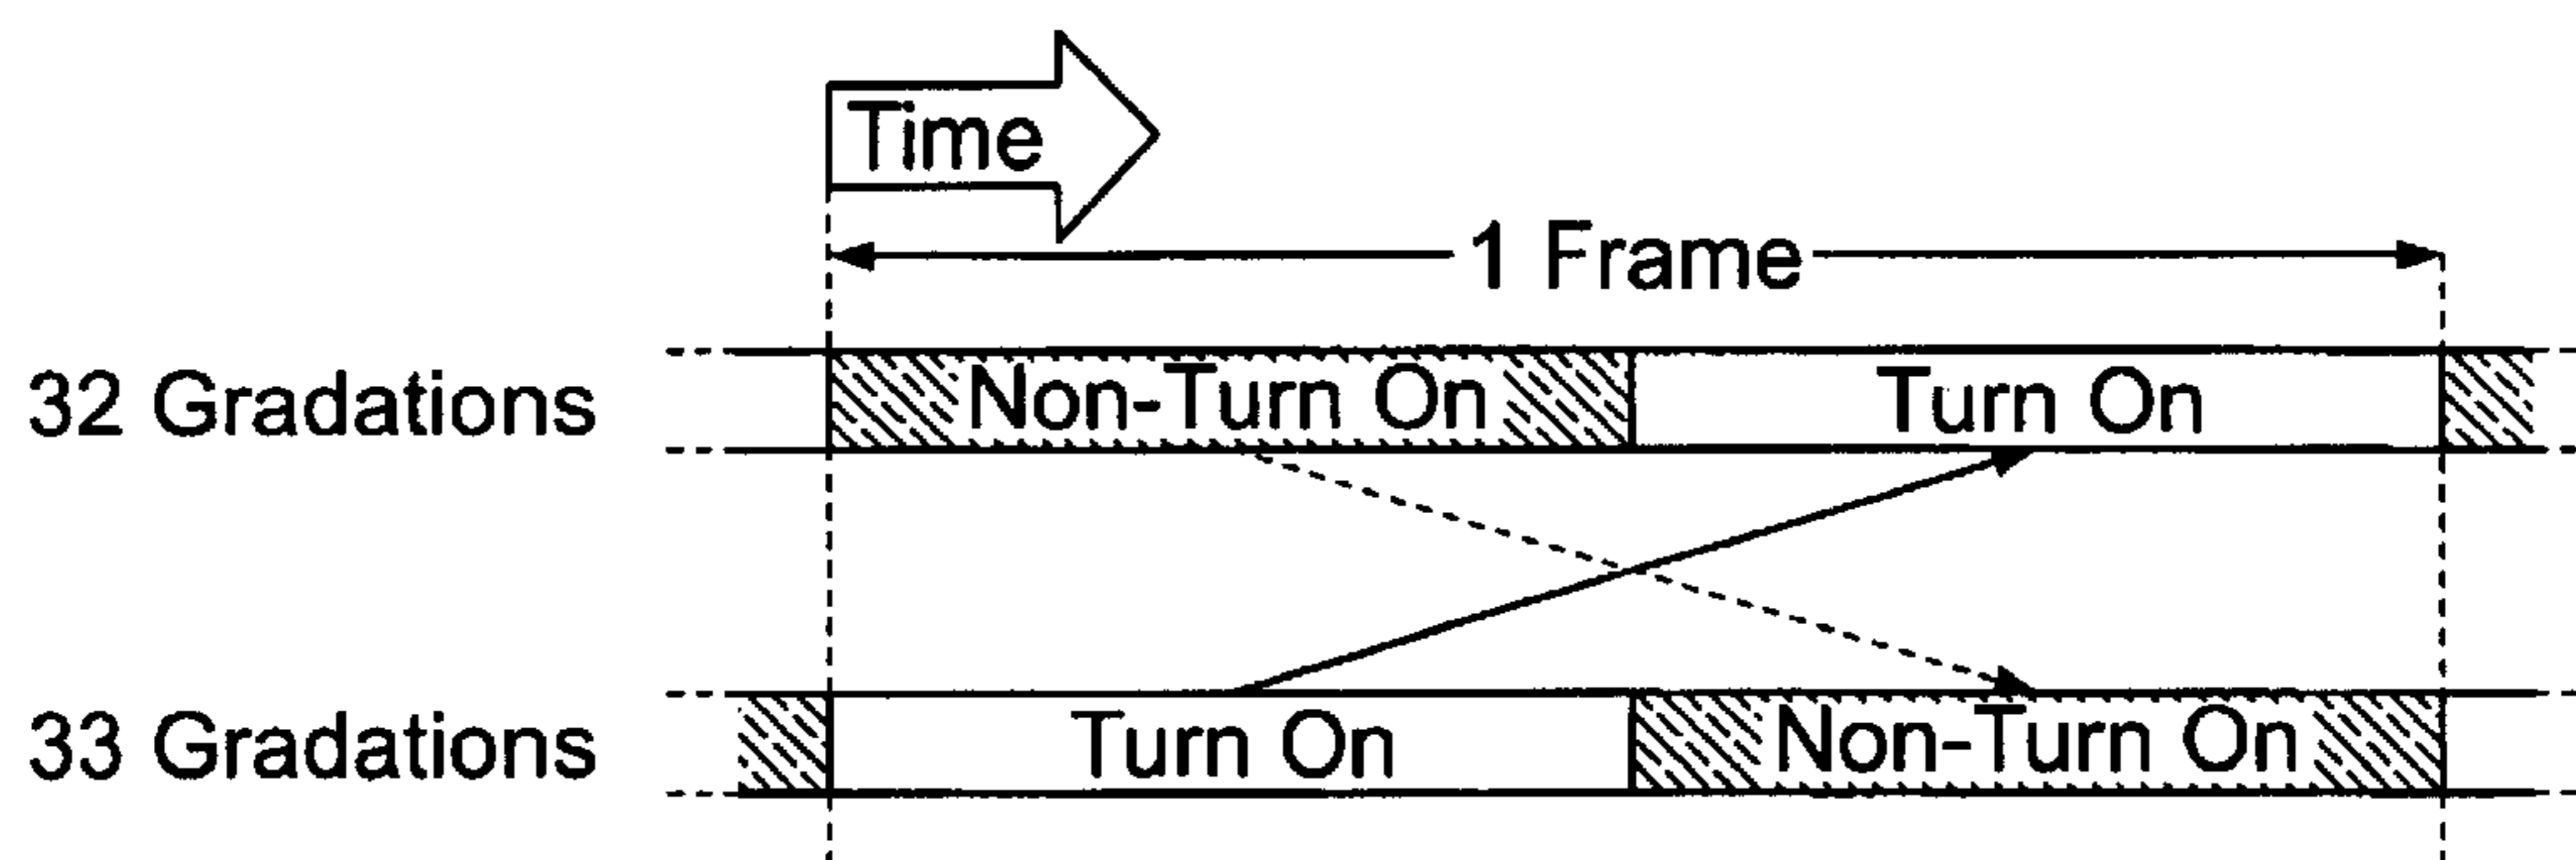 Time
1 Frame
32 Gradations Non-Turn On Turn On
33 Gradations Turn On Non-Turn On